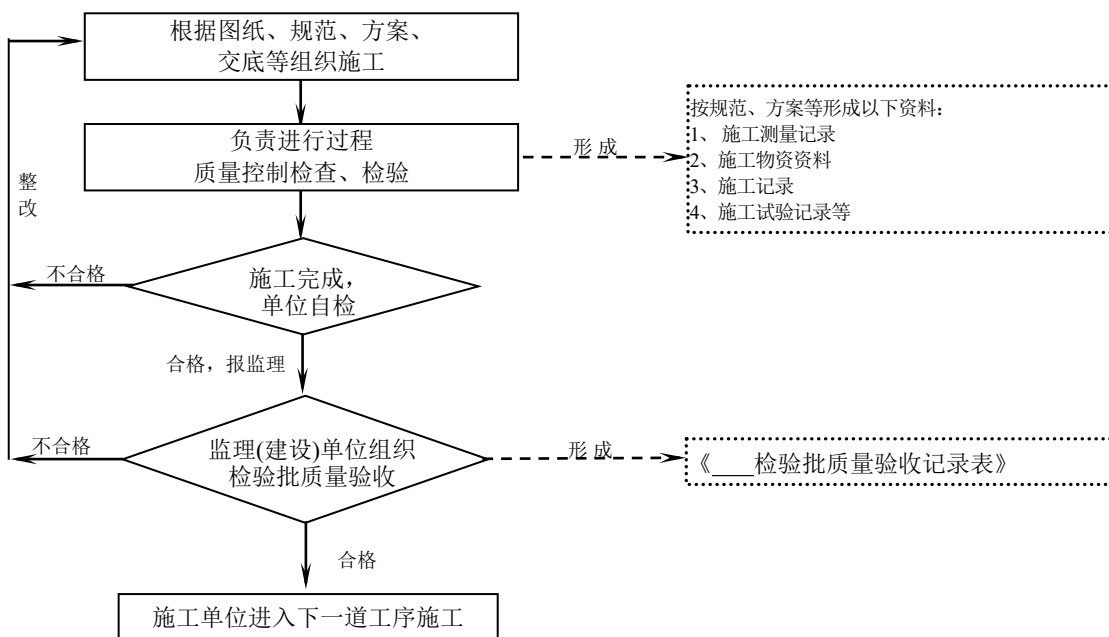 根据图纸、规范、方案、
交底等组织施工
按规范、方案等形成以下资料：
1、 施工测量记录
2、施工物资资料
3、施工记录
4、施工试验记录等
负责进行过程
质量控制检查、检验
形 成
整
改
不合格
施工完成，
单位自检
合格，报监理
不合格
监理(建设)单位组织
检验批质量验收
形 成
《___检验批质量验收记录表》
合格
施工单位进入下一道工序施工